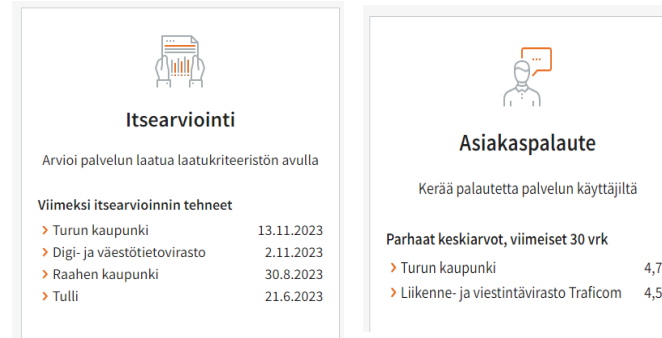 Itsearviointi
Arvioi palvelun laatua laatukriteeristön avulla
Viimeksi itsearvioinnin tehneet
Turun kaupunki 13.11.2023
Digi- ja väestötietovirasto 2.11.2023
Raahen kaupunki 30.8.2023
Tulli 21.6.2023
Asiakaspalaute
Kerää palautetta palvelun käyttäjiltä
Parhaat keskiarvot, viimeiset 30 vrk
Turun kaupunki 4,7
Liikenne- ja viestintävirasto Traficom 4,5